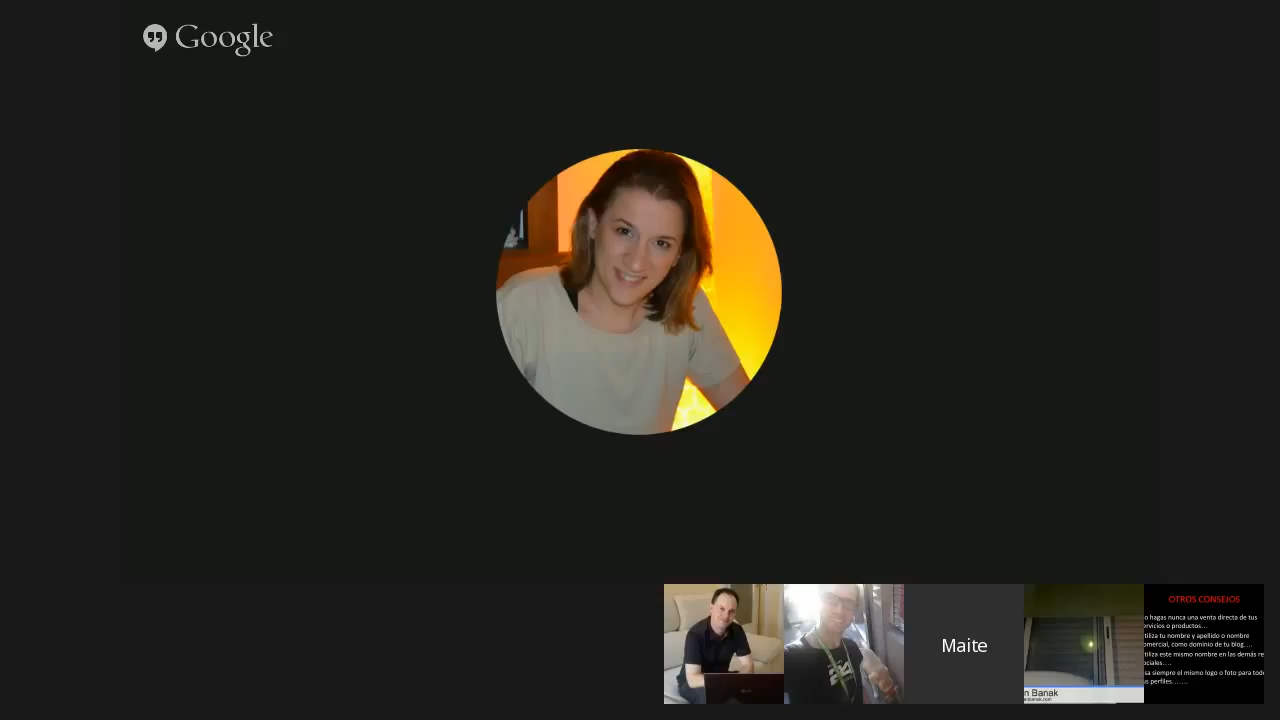 Google
Maite
n Banak
anbanak.com
OTROS CONSEJOS
o hagas nunca una venta directa de tus
ervicios o productos...
tiliza tu nombre y apellido o nombre
omercial, como dominio de tu blog....
tiliza este mismo nombre en las demás re
ociales....
sa siempre el mismo logo o foto para tod
s perfiles........